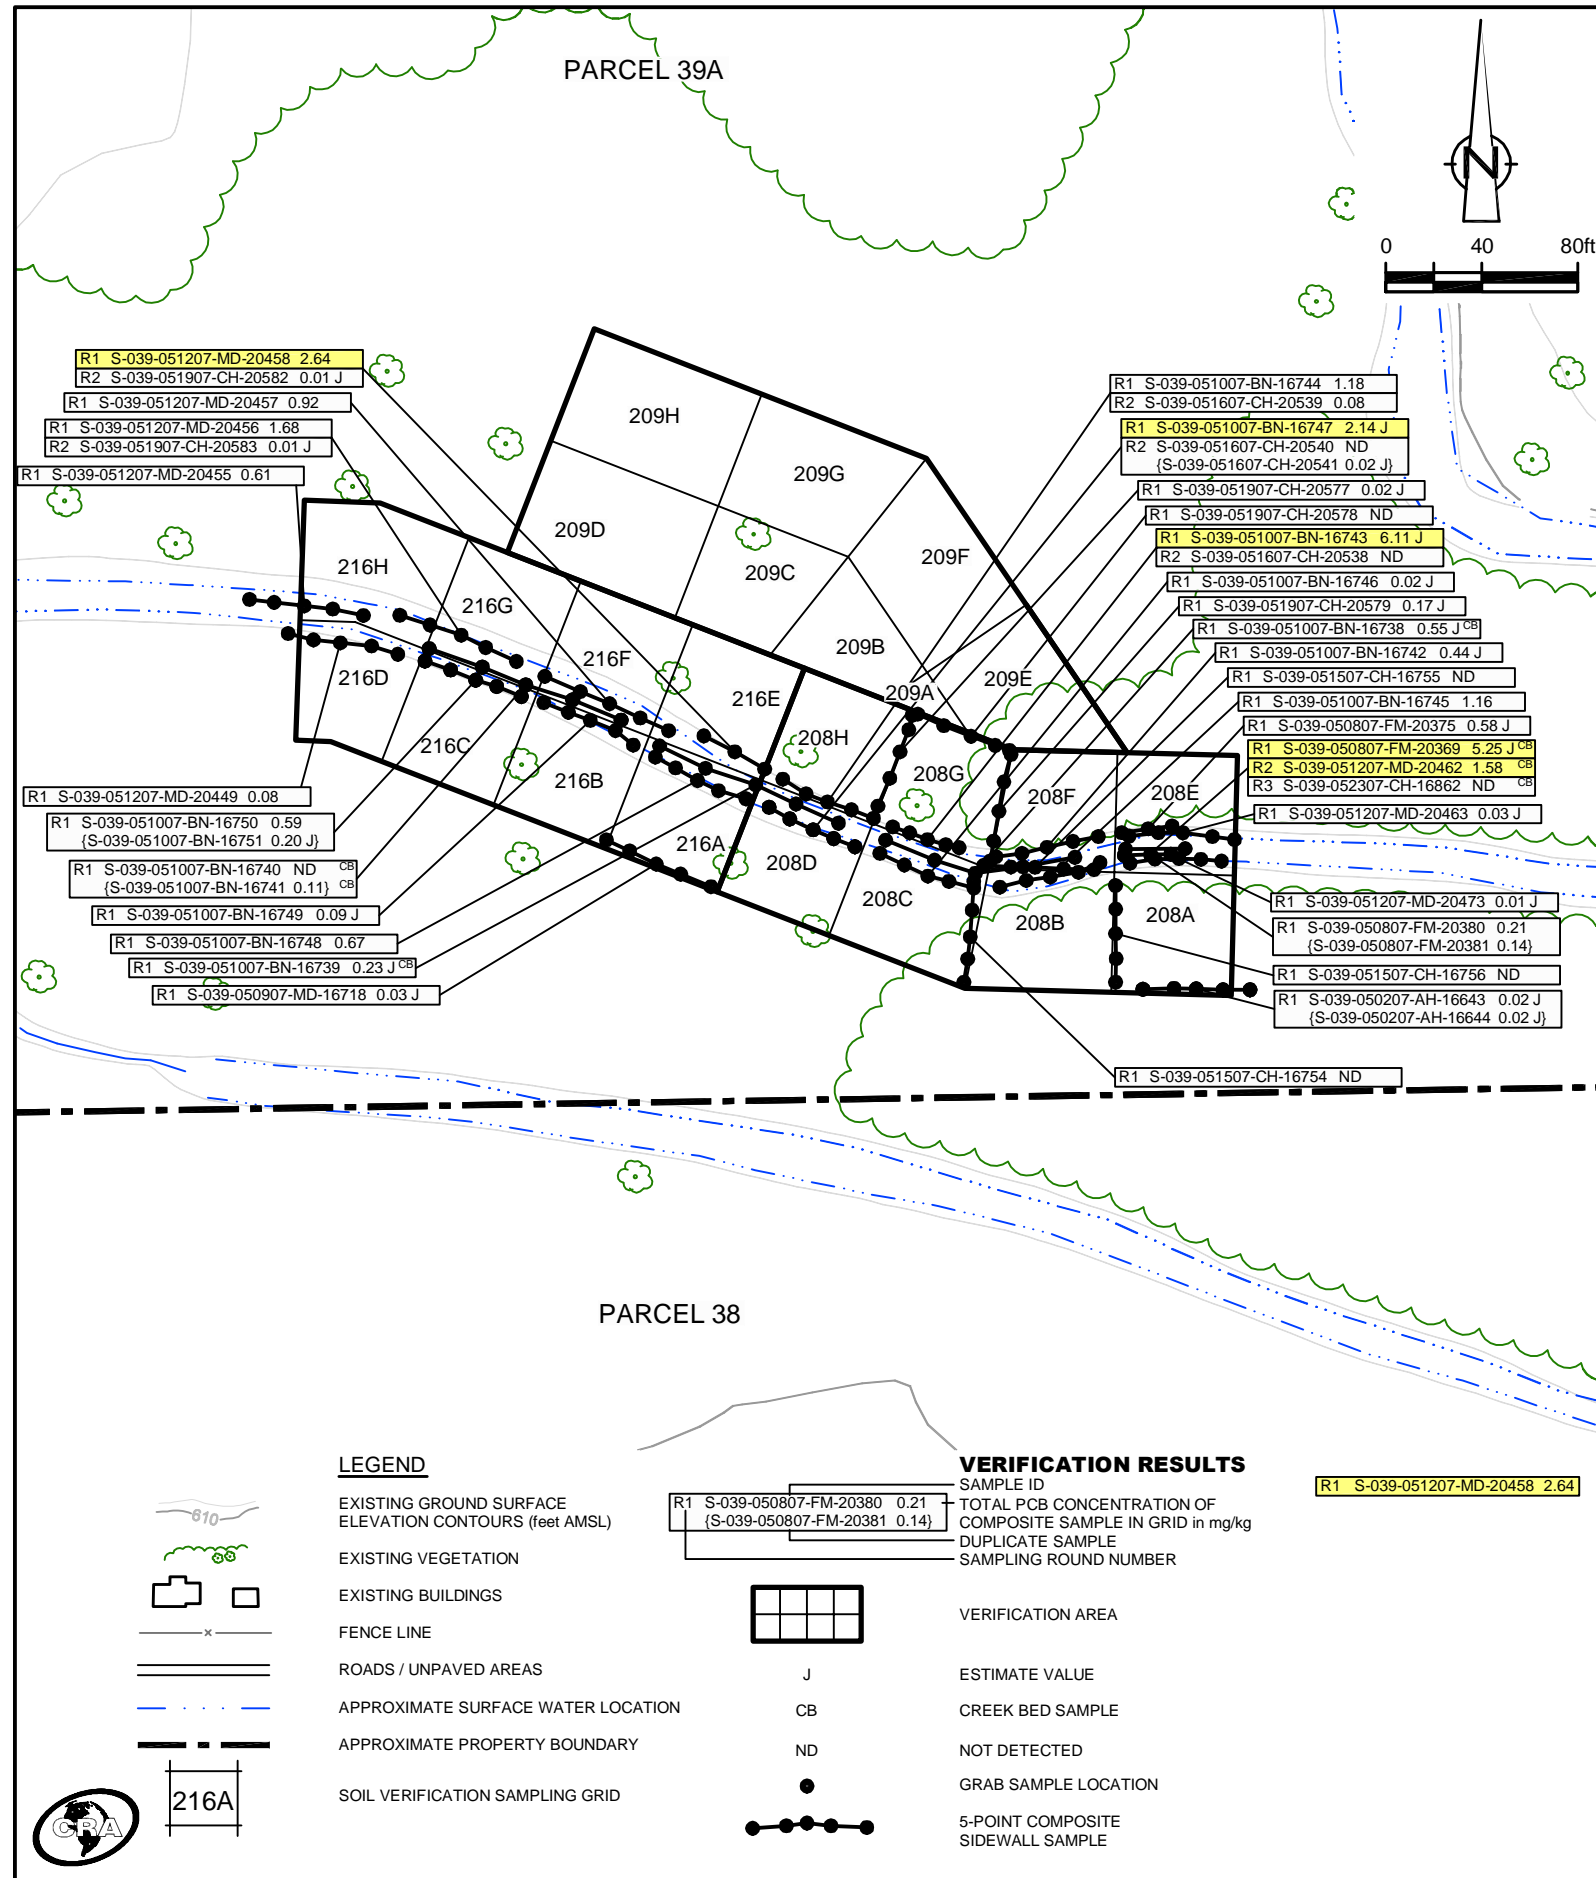 PARCEL 39A
N
0 40 80ft
R1 S-039-051207-MD-20458 2.64
R2 S-039-051907-CH-20582 0.01 J
R1 S-039-051207-MD-20457 0.92
R1 S-039-051207-MD-20456 1.68
R2 S-039-051907-CH-20583 0.01 J
R1 S-039-051207-MD-20455 0.61
R1 S-039-051007-BN-16744 1.18
R2 S-039-051607-CH-20539 0.08
R1 S-039-051007-BN-16747 2.14 J
R2 S-039-051607-CH-20540 ND
{S-039-051607-CH-20541 0.02 J}
R1 S-039-051907-CH-20577 0.02 J
R1 S-039-051907-CH-20578 ND
R1 S-039-051007-BN-16743 6.11 J
R2 S-039-051607-CH-20538 ND
R1 S-039-051007-BN-16746 0.02 J
R1 S-039-051907-CH-20579 0.17 J
R1 S-039-051007-BN-16738 0.55 J CB
R1 S-039-051007-BN-16742 0.44 J
R1 S-039-051507-CH-16755 ND
R1 S-039-051007-BN-16745 1.16
R1 S-039-050807-FM-20375 0.58 J
R1 S-039-050807-FM-20369 5.25 J CB
R2 S-039-051207-MD-20462 1.58 CB
R3 S-039-052307-CH-16862 ND CB
R1 S-039-051207-MD-20463 0.03 J
209H
209G
209D
209C
209F
209B
209A
209E
216H
216G
216F
216E
216D
216C
216B
216A
208H
208G
208F
208E
208D
208C
208B
208A
R1 S-039-051207-MD-20449 0.08
R1 S-039-051007-BN-16750 0.59
{S-039-051007-BN-16751 0.20 J}
R1 S-039-051007-BN-16740 ND CB
{S-039-051007-BN-16741 0.11} CB
R1 S-039-051007-BN-16749 0.09 J
R1 S-039-051007-BN-16748 0.67
R1 S-039-051007-BN-16739 0.23 J CB
R1 S-039-050907-MD-16718 0.03 J
R1 S-039-051207-MD-20473 0.01 J
R1 S-039-050807-FM-20380 0.21
{S-039-050807-FM-20381 0.14}
R1 S-039-051507-CH-16756 ND
R1 S-039-050207-AH-16643 0.02 J
{S-039-050207-AH-16644 0.02 J}
R1 S-039-051507-CH-16754 ND
PARCEL 38
LEGEND
610
EXISTING GROUND SURFACE
ELEVATION CONTOURS (feet AMSL)
EXISTING VEGETATION
EXISTING BUILDINGS
x
FENCE LINE
ROADS / UNPAVED AREAS
APPROXIMATE SURFACE WATER LOCATION
APPROXIMATE PROPERTY BOUNDARY
216A
SOIL VERIFICATION SAMPLING GRID
CRA
VERIFICATION RESULTS
R1 S-039-050807-FM-20380 0.21
{S-039-050807-FM-20381 0.14}
SAMPLE ID
TOTAL PCB CONCENTRATION OF
COMPOSITE SAMPLE IN GRID in mg/kg
DUPLICATE SAMPLE
SAMPLING ROUND NUMBER
R1 S-039-051207-MD-20458 2.64
VERIFICATION AREA
J ESTIMATE VALUE
CB CREEK BED SAMPLE
ND NOT DETECTED
GRAB SAMPLE LOCATION
5-POINT COMPOSITE
SIDEWALL SAMPLE